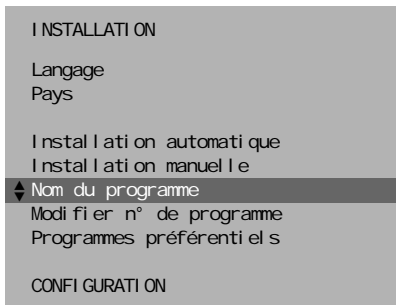 INSTALLATION
Langage
Pays
Installation automatique
Installation manuelle
Nom du programme
Modifier n° de programme
Programmes préférentiels
CONFIGURATION